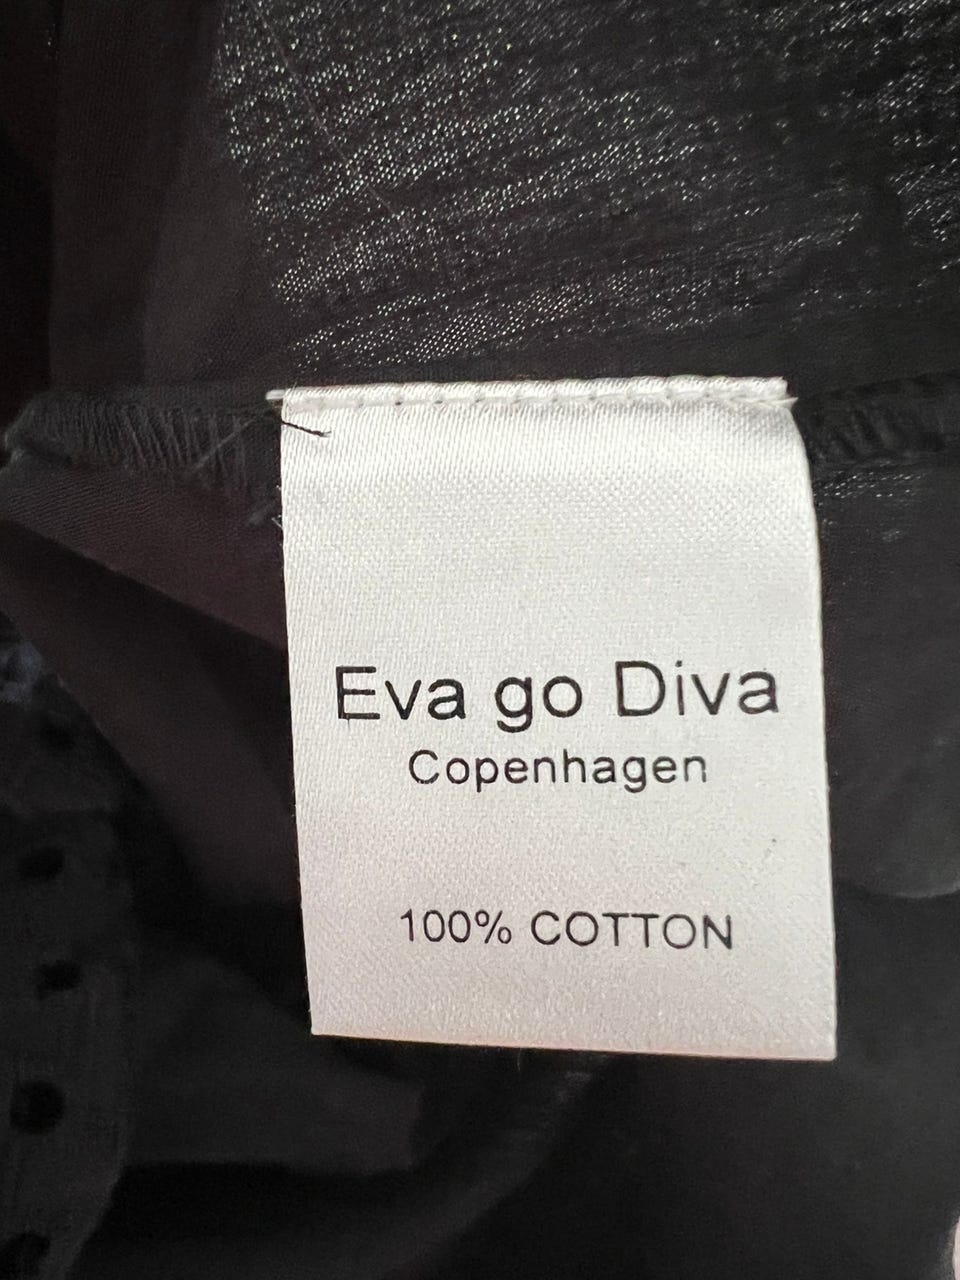 Eva go Diva
Copenhagen
100% COTTON